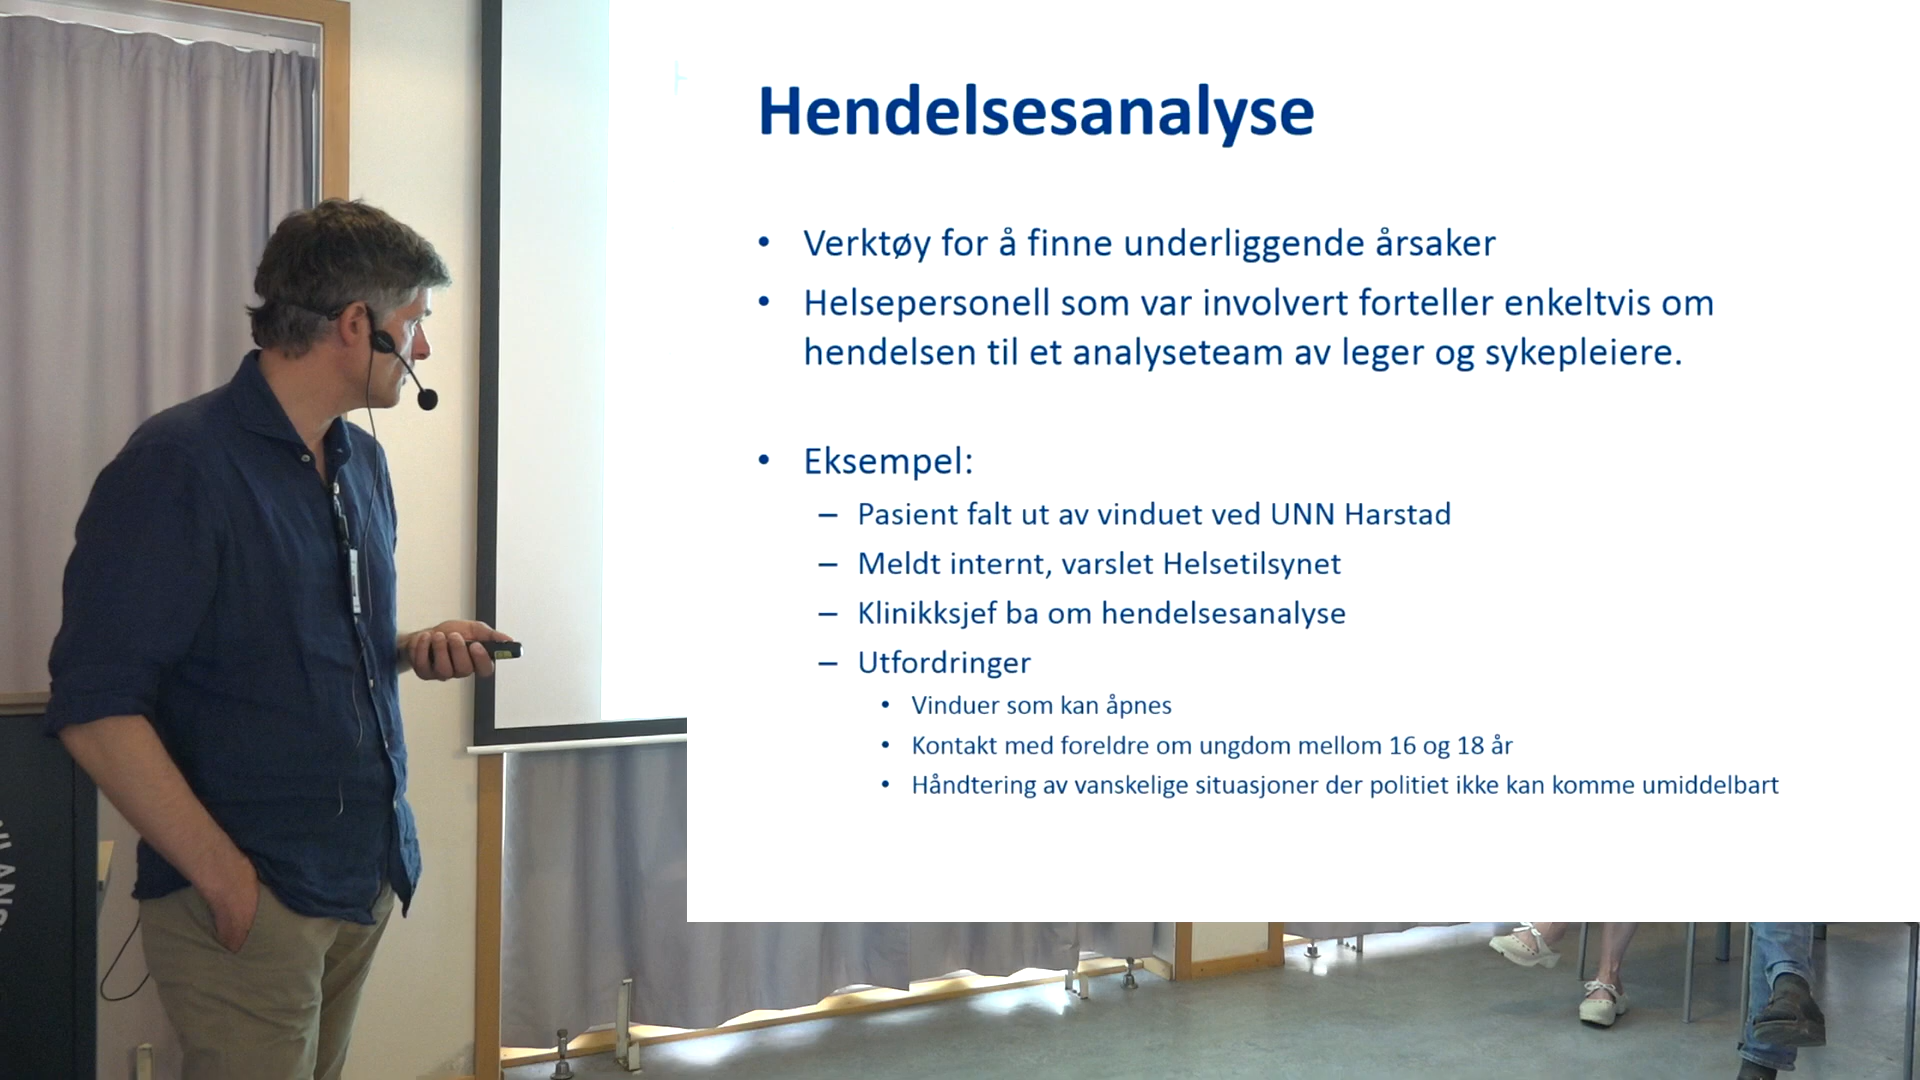 Hendelsesanalyse
• Verktøy for å finne underliggende årsaker
• Helsepersonell som var involvert forteller enkeltvis om
hendelsen til et analyseteam av leger og sykepleiere.
• Eksempel:
– Pasient falt ut av vinduet ved UNN Harstad
– Meldt internt, varslet Helsetilsynet
– Klinikksjef ba om hendelsesanalyse
– Utfordringer
• Vinduer som kan åpnes
• Kontakt med foreldre om ungdom mellom 16 og 18 år
• Håndtering av vanskelige situasjoner der politiet ikke kan komme umiddelbart